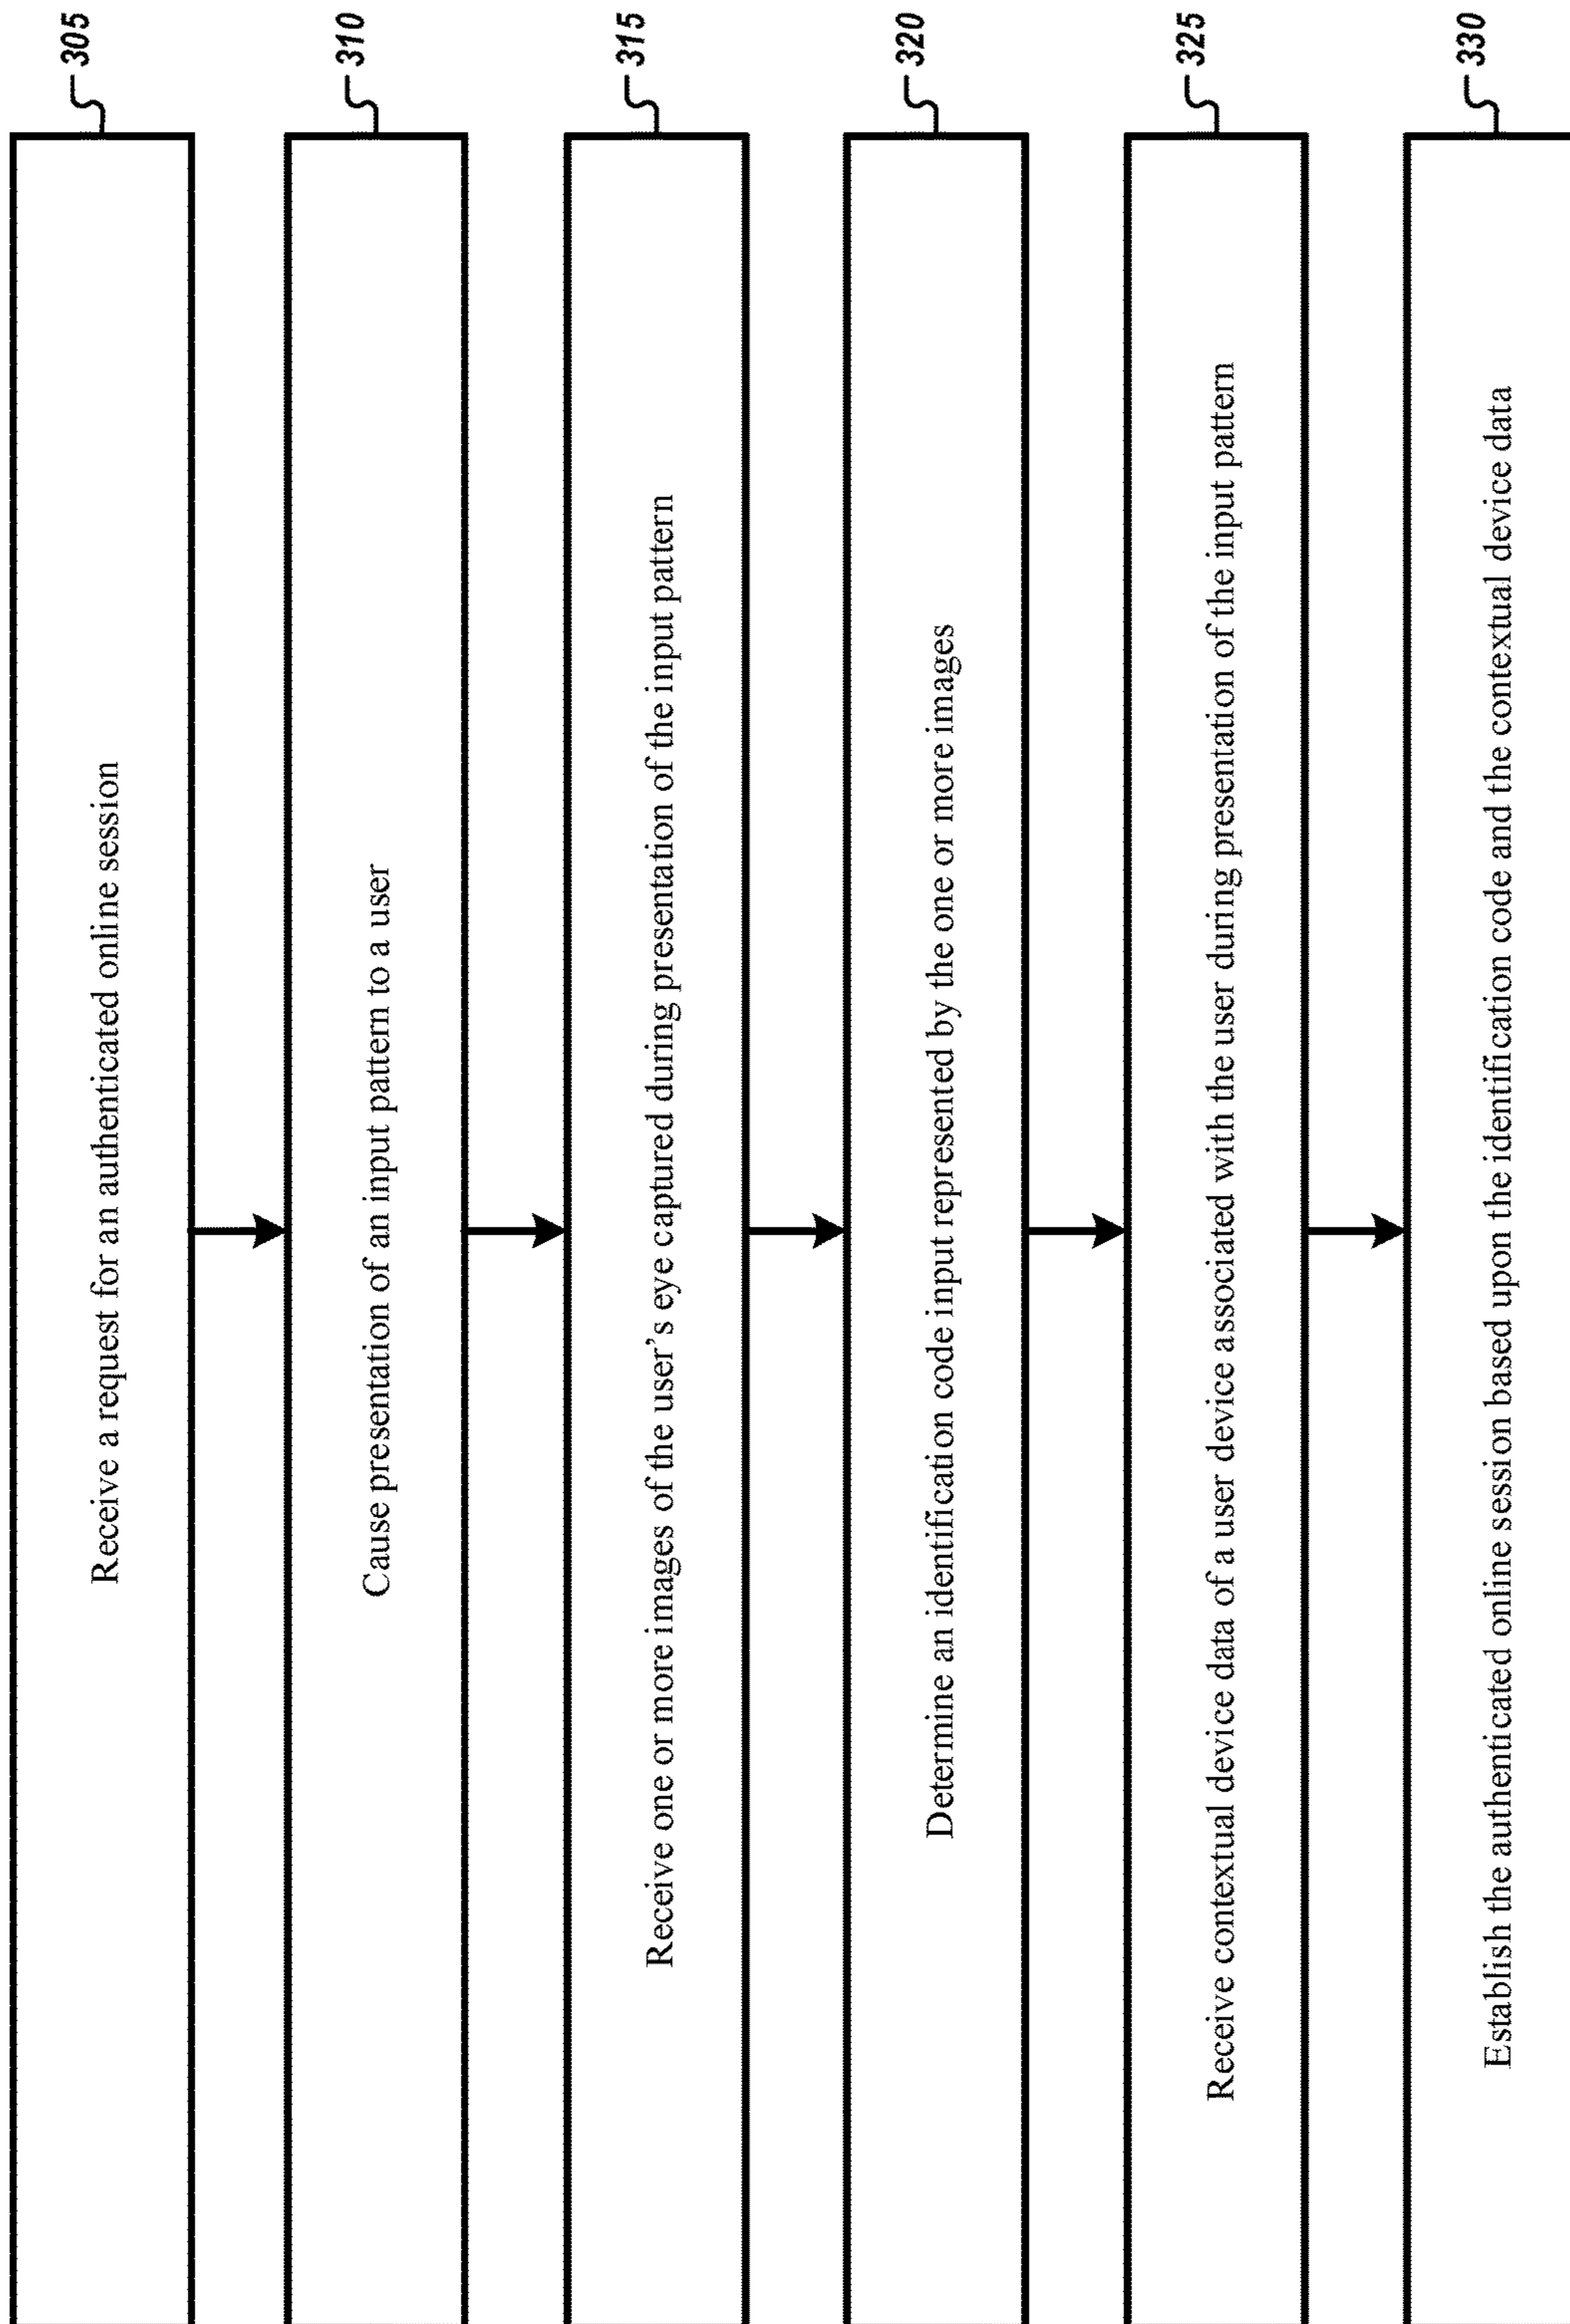 305
Receive a request for an authenticated online session
310
Cause presentation of an input pattern to a user
315
Receive one or more images of the user’s eye captured during presentation of the input pattern
320
Determine an identification code input represented by the one or more images
325
Receive contextual device data of a user device associated with the user during presentation of the input pattern
330
Establish the authenticated online session based upon the identification code and the contextual device data